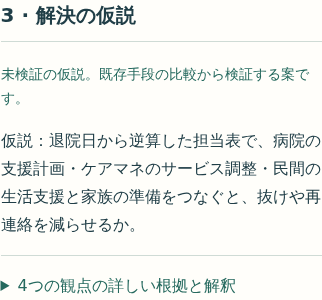 3・解決の仮説
未検証の仮説。既存手段の比較から検証する案で
す。
仮説：退院日から逆算した担当表で、病院の
支援計画・ケアマネのサービス調整・民間の
生活支援と家族の準備をつなぐと、抜けや再
連絡を減らせるか。
▶ 4つの観点の詳しい根拠と解釈